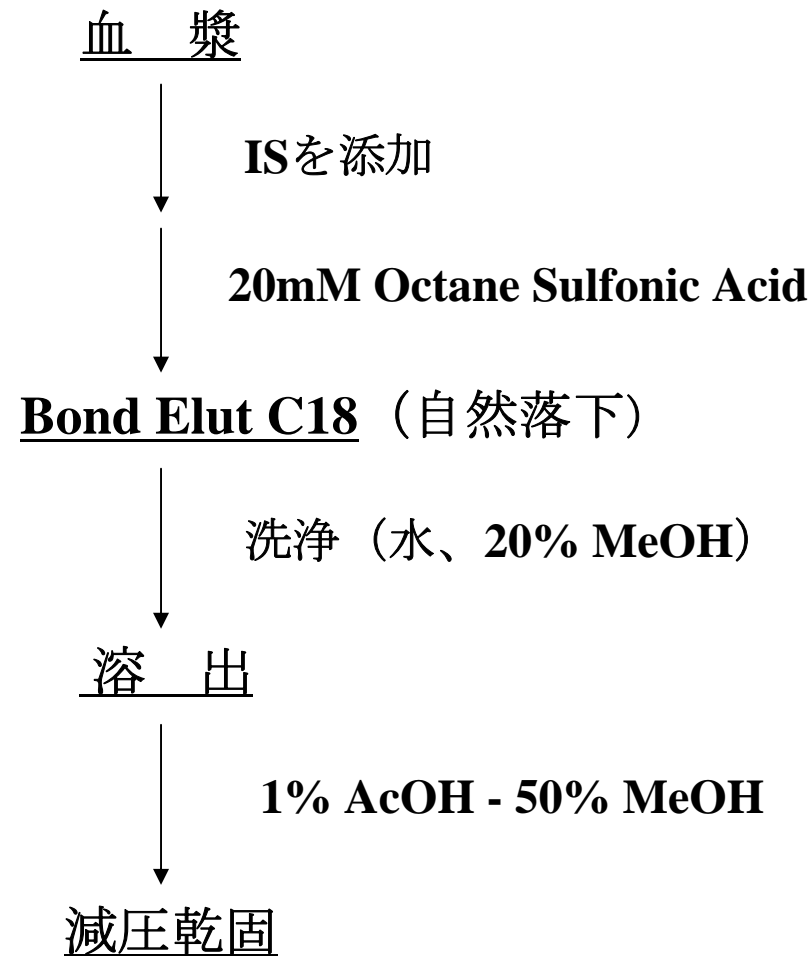 血 漿
ISを添加
20mM Octane Sulfonic Acid
Bond Elut C18（自然落下）
洗浄（水、20% MeOH）
溶 出
1% AcOH - 50% MeOH
減圧乾固